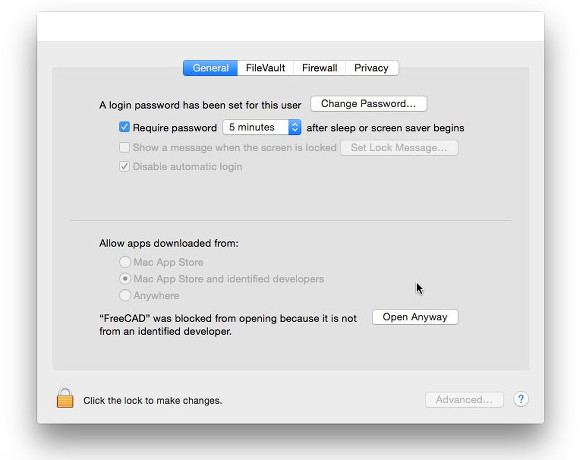 General FileVault Firewall Privacy
A login password has been set for this user Change Password...
Require password 5 minutes after sleep or screen saver begins
Show a message when the screen is locked Set Lock Message...
Disable automatic login
Allow apps downloaded from:
Mac App Store
Mac App Store and identified developers
Anywhere
“FreeCAD” was blocked from opening because it is not Open Anyway
from an identified developer.
Click the lock to make changes. Advanced... ?